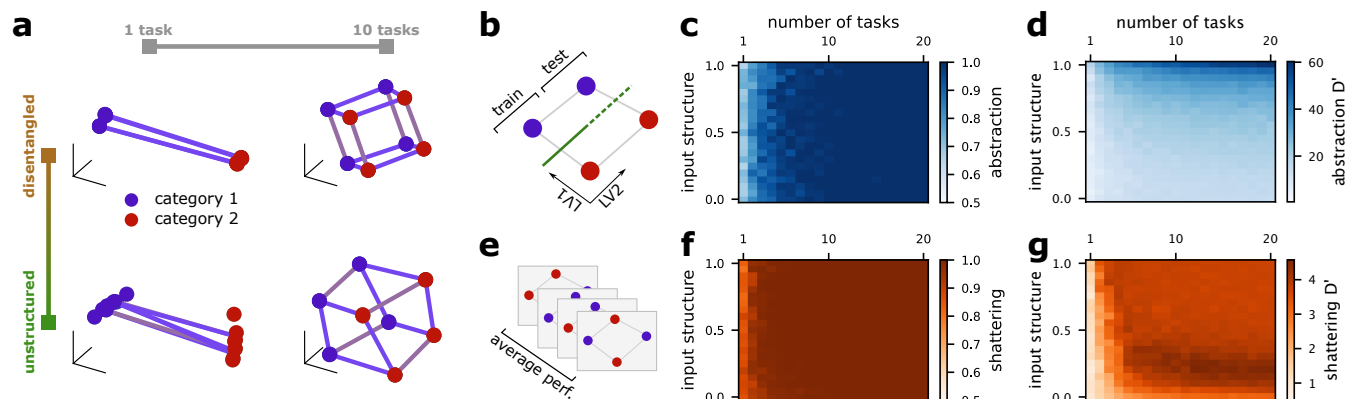 a
1 task
10 tasks
disentangled
unstructured
category 1
category 2
b
train
test
LV1
LV2
c
number of tasks
1
10
20
input structure
1.0
0.5
0.0
1.0
0.9
0.8
0.7
0.6
0.5
abstraction
d
number of tasks
1
10
20
input structure
1.0
0.5
0.0
60
40
20
abstraction D'
e
average perf.
f
1
10
20
input structure
1.0
0.5
0.0
1.0
0.9
0.8
0.7
0.6
shattering
g
1
10
20
input structure
1.0
0.5
0.0
4
3
2
1
shattering D'